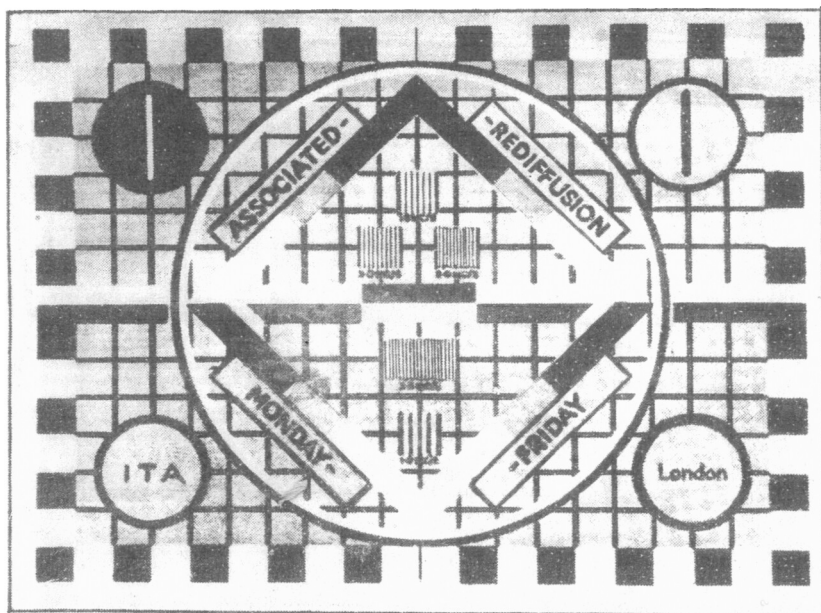 ASSOCIATED-
-REDIFFUSION
MONDAY-
-FRIDAY
ITA
London